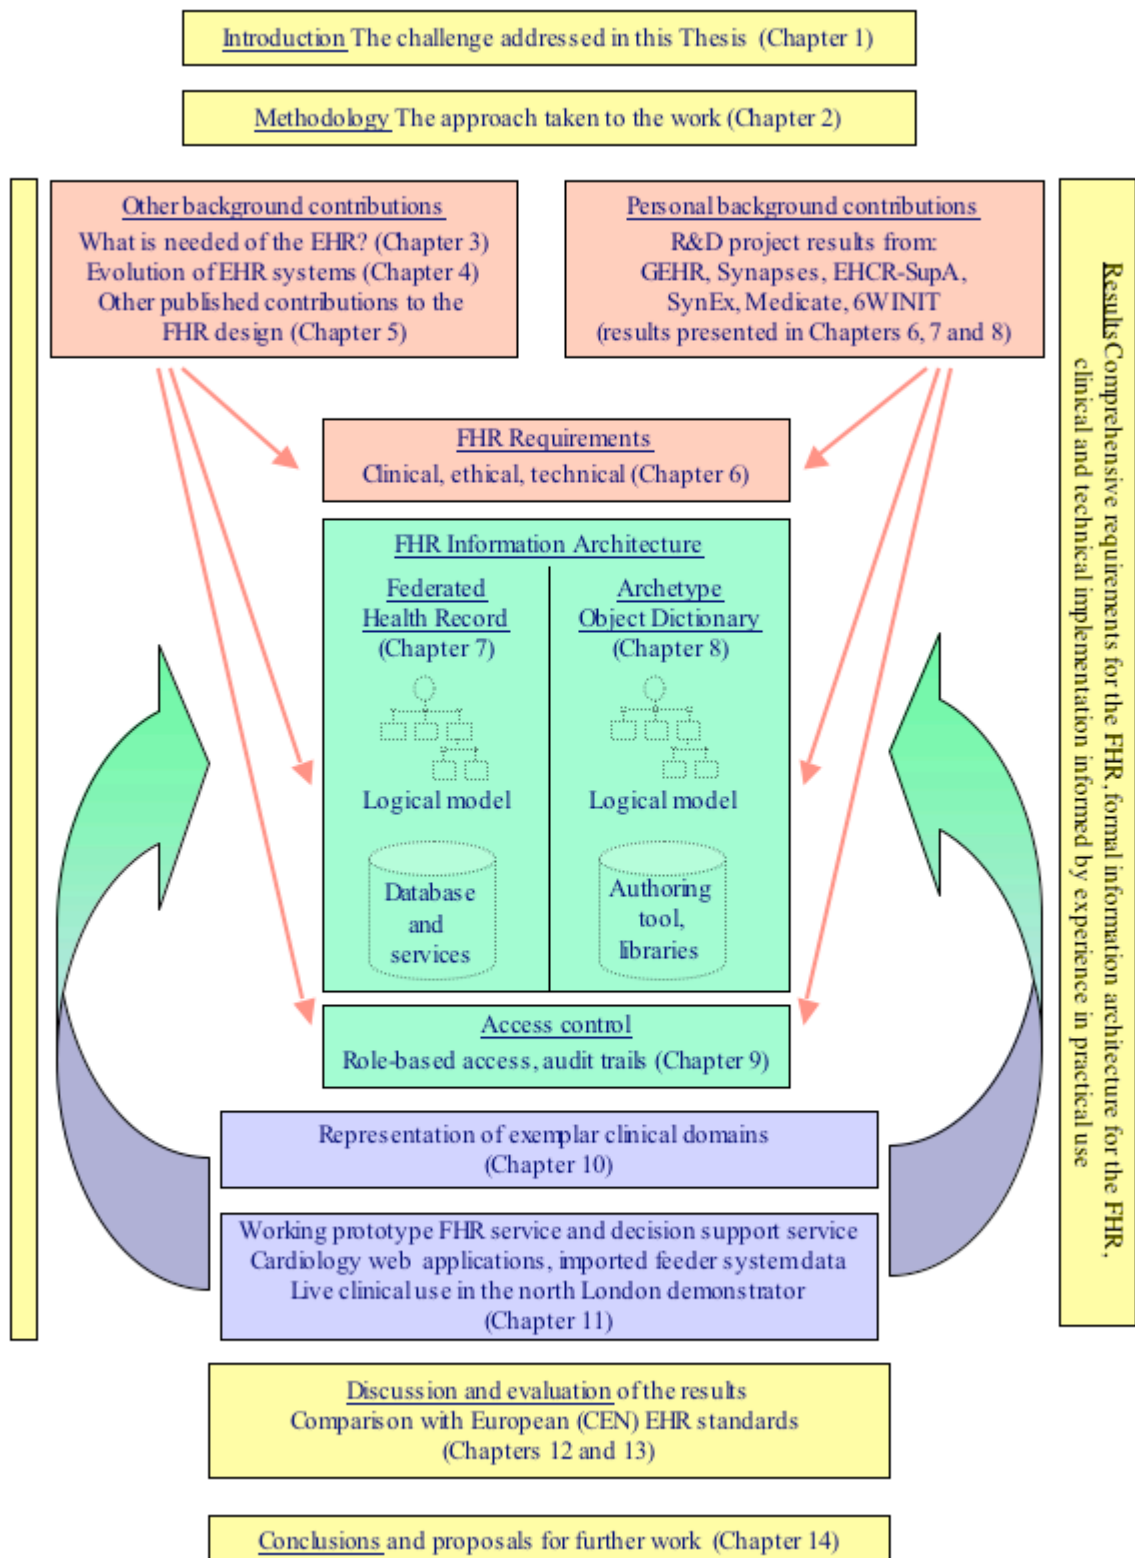 Introduction The challenge addressed in this Thesis (Chapter 1)
Methodology The approach taken to the work (Chapter 2)
Other background contributions
What is needed of the EHR? (Chapter 3)
Evolution of EHR systems (Chapter 4)
Other published contributions to the
FHR design (Chapter 5)
Personal background contributions
R&D project results from:
GEHR, Synapses, EHCR-SupA,
SynEx, Medicate, 6WINIT
(results presented in Chapters 6, 7 and 8)
FHR Requirements
Clinical, ethical, technical (Chapter 6)
FHR Information Architecture
Federated
Health Record
(Chapter 7)
Logical model
Database
and
services
Archetype
Object Dictionary
(Chapter 8)
Logical model
Authoring
tool,
libraries
Access control
Role-based access, audit trails (Chapter 9)
Representation of exemplar clinical domains
(Chapter 10)
Working prototype FHR service and decision support service
Cardiology web applications, imported feeder system data
Live clinical use in the north London demonstrator
(Chapter 11)
Results Comprehensive requirements for the FHR, formal information architecture for the FHR,
clinical and technical implementation informed by experience in practical use
Discussion and evaluation of the results
Comparison with European (CEN) EHR standards
(Chapters 12 and 13)
Conclusions and proposals for further work (Chapter 14)